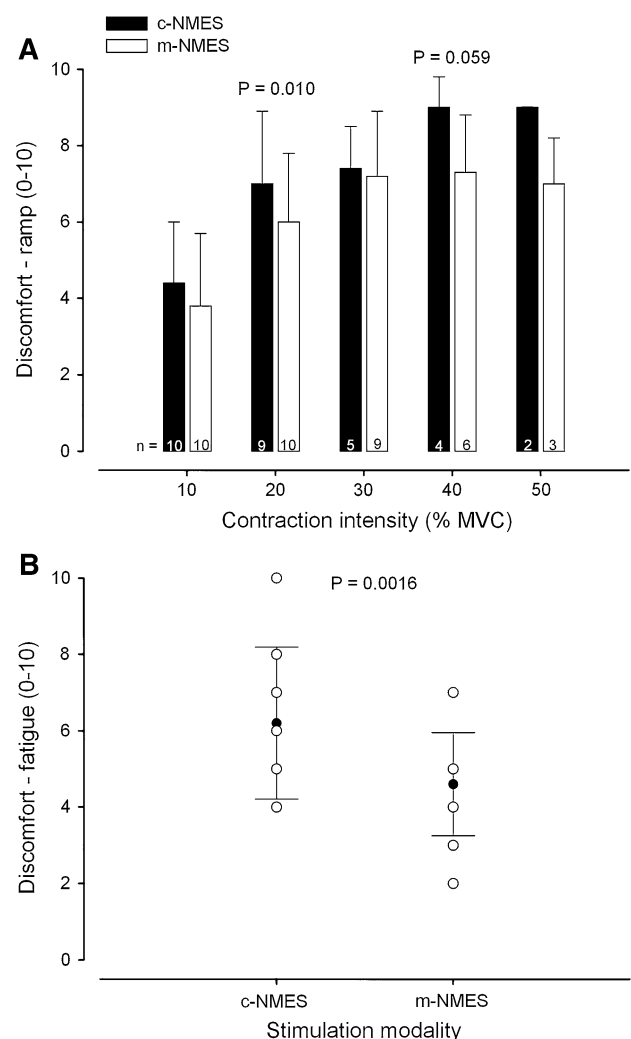 c-NMES
m-NMES
A
P = 0.059
P = 0.010
10
8
6
4
2
0
Discomfort - ramp (0-10)
n = 10 10 9 10 5 9 4 6 2 3
10 20 30 40 50
Contraction intensity (% MVC)
B
P = 0.0016
10
8
6
4
2
0
Discomfort - fatigue (0-10)
c-NMES m-NMES
Stimulation modality